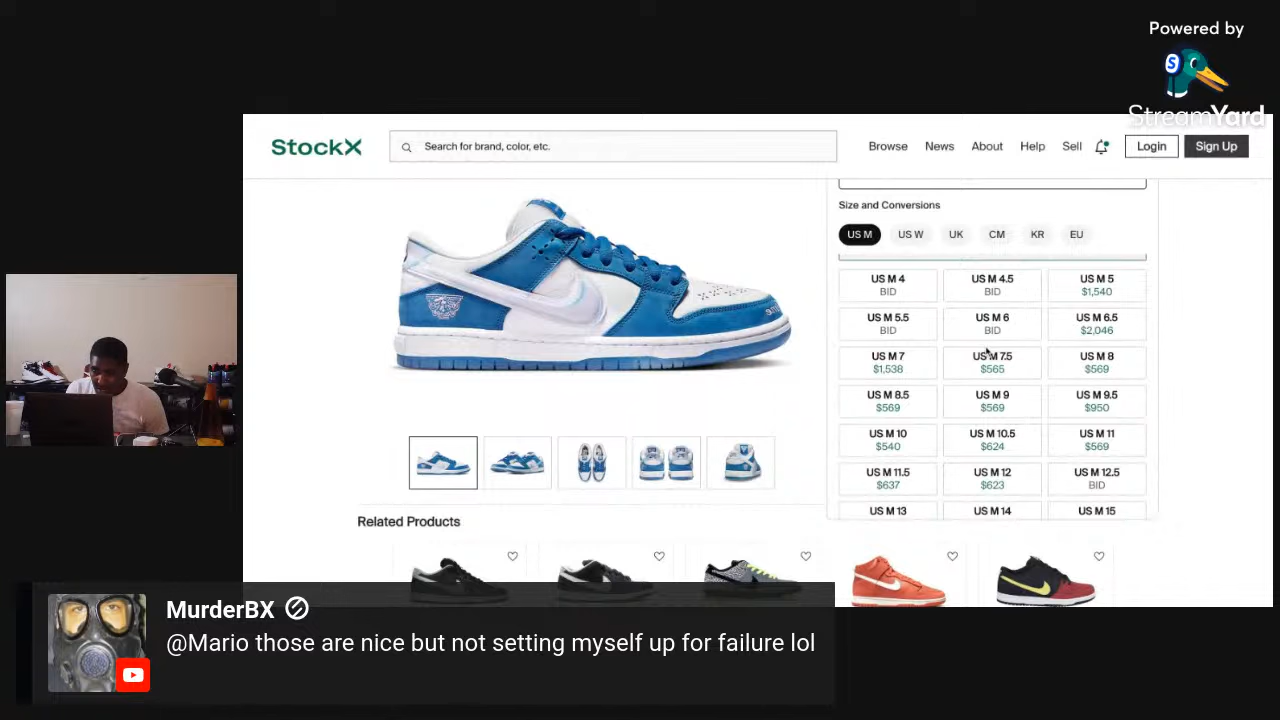 Powered by
StreamYard
StockX
Search for brand, color, etc.
Browse News About Help Sell Login Sign Up
Size and Conversions
US M US W UK CM KR EU
US M 4 US M 4.5 US M 5
BID BID $1,540
US M 5.5 US M 6 US M 6.5
BID BID $2,046
US M 7 US M 7.5 US M 8
$1,538 $565 $569
US M 8.5 US M 9 US M 9.5
$569 $569 $950
US M 10 US M 10.5 US M 11
$540 $624 $569
US M 11.5 US M 12 US M 12.5
$637 $623 BID
US M 13 US M 14 US M 15
Related Products
MurderBX
@Mario those are nice but not setting myself up for failure lol